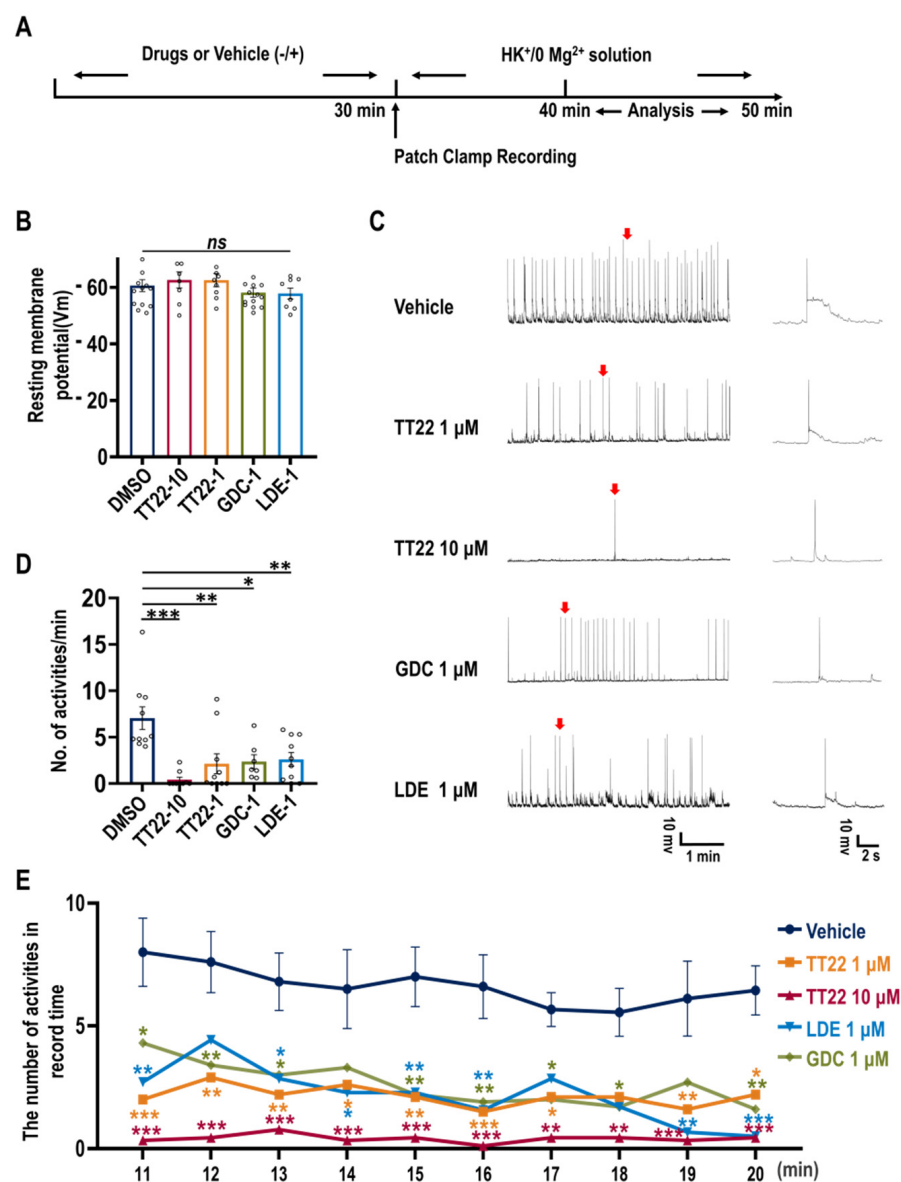 A
Drugs or Vehicle (-/+)
HK+/0 Mg2+ solution
30 min
40 min
Analysis
50 min
Patch Clamp Recording
B
ns
Resting membrane
potential(Vm)
- 60
- 40
- 20
0
DMSO
TT22-10
TT22-1
GDC-1
LDE-1
C
Vehicle
TT22 1 µM
TT22 10 µM
GDC 1 µM
LDE 1 µM
10 mv
1 min
10 mv
2 s
D
**
*
**
***
No. of activities/min
20
15
10
5
0
DMSO
TT22-10
TT22-1
GDC-1
LDE-1
E
The number of activities in
record time
10
5
0
* ** * ** ** * * *
** * ** ** ** **
*** ** ** * * ** *** * ** ***
*** *** *** *** *** *** ** ** *** ***
11 12 13 14 15 16 17 18 19 20 (min)
Vehicle
TT22 1 µM
TT22 10 µM
LDE 1 µM
GDC 1 µM